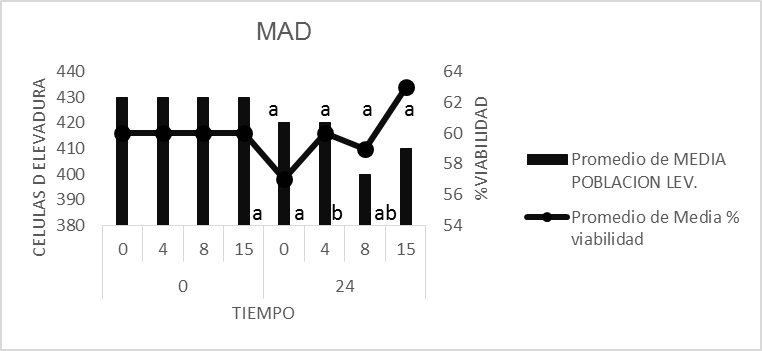 MAD
CELULAS D ELEVADURA
440
430
420
410
400
390
380
64
62
60
58
56
54
%VIABILIDAD
a a a a
a a b ab
0 4 8 15 0 4 8 15
0 24
TIEMPO
Promedio de MEDIA
POBLACION LEV.
Promedio de Media %
viabilidad